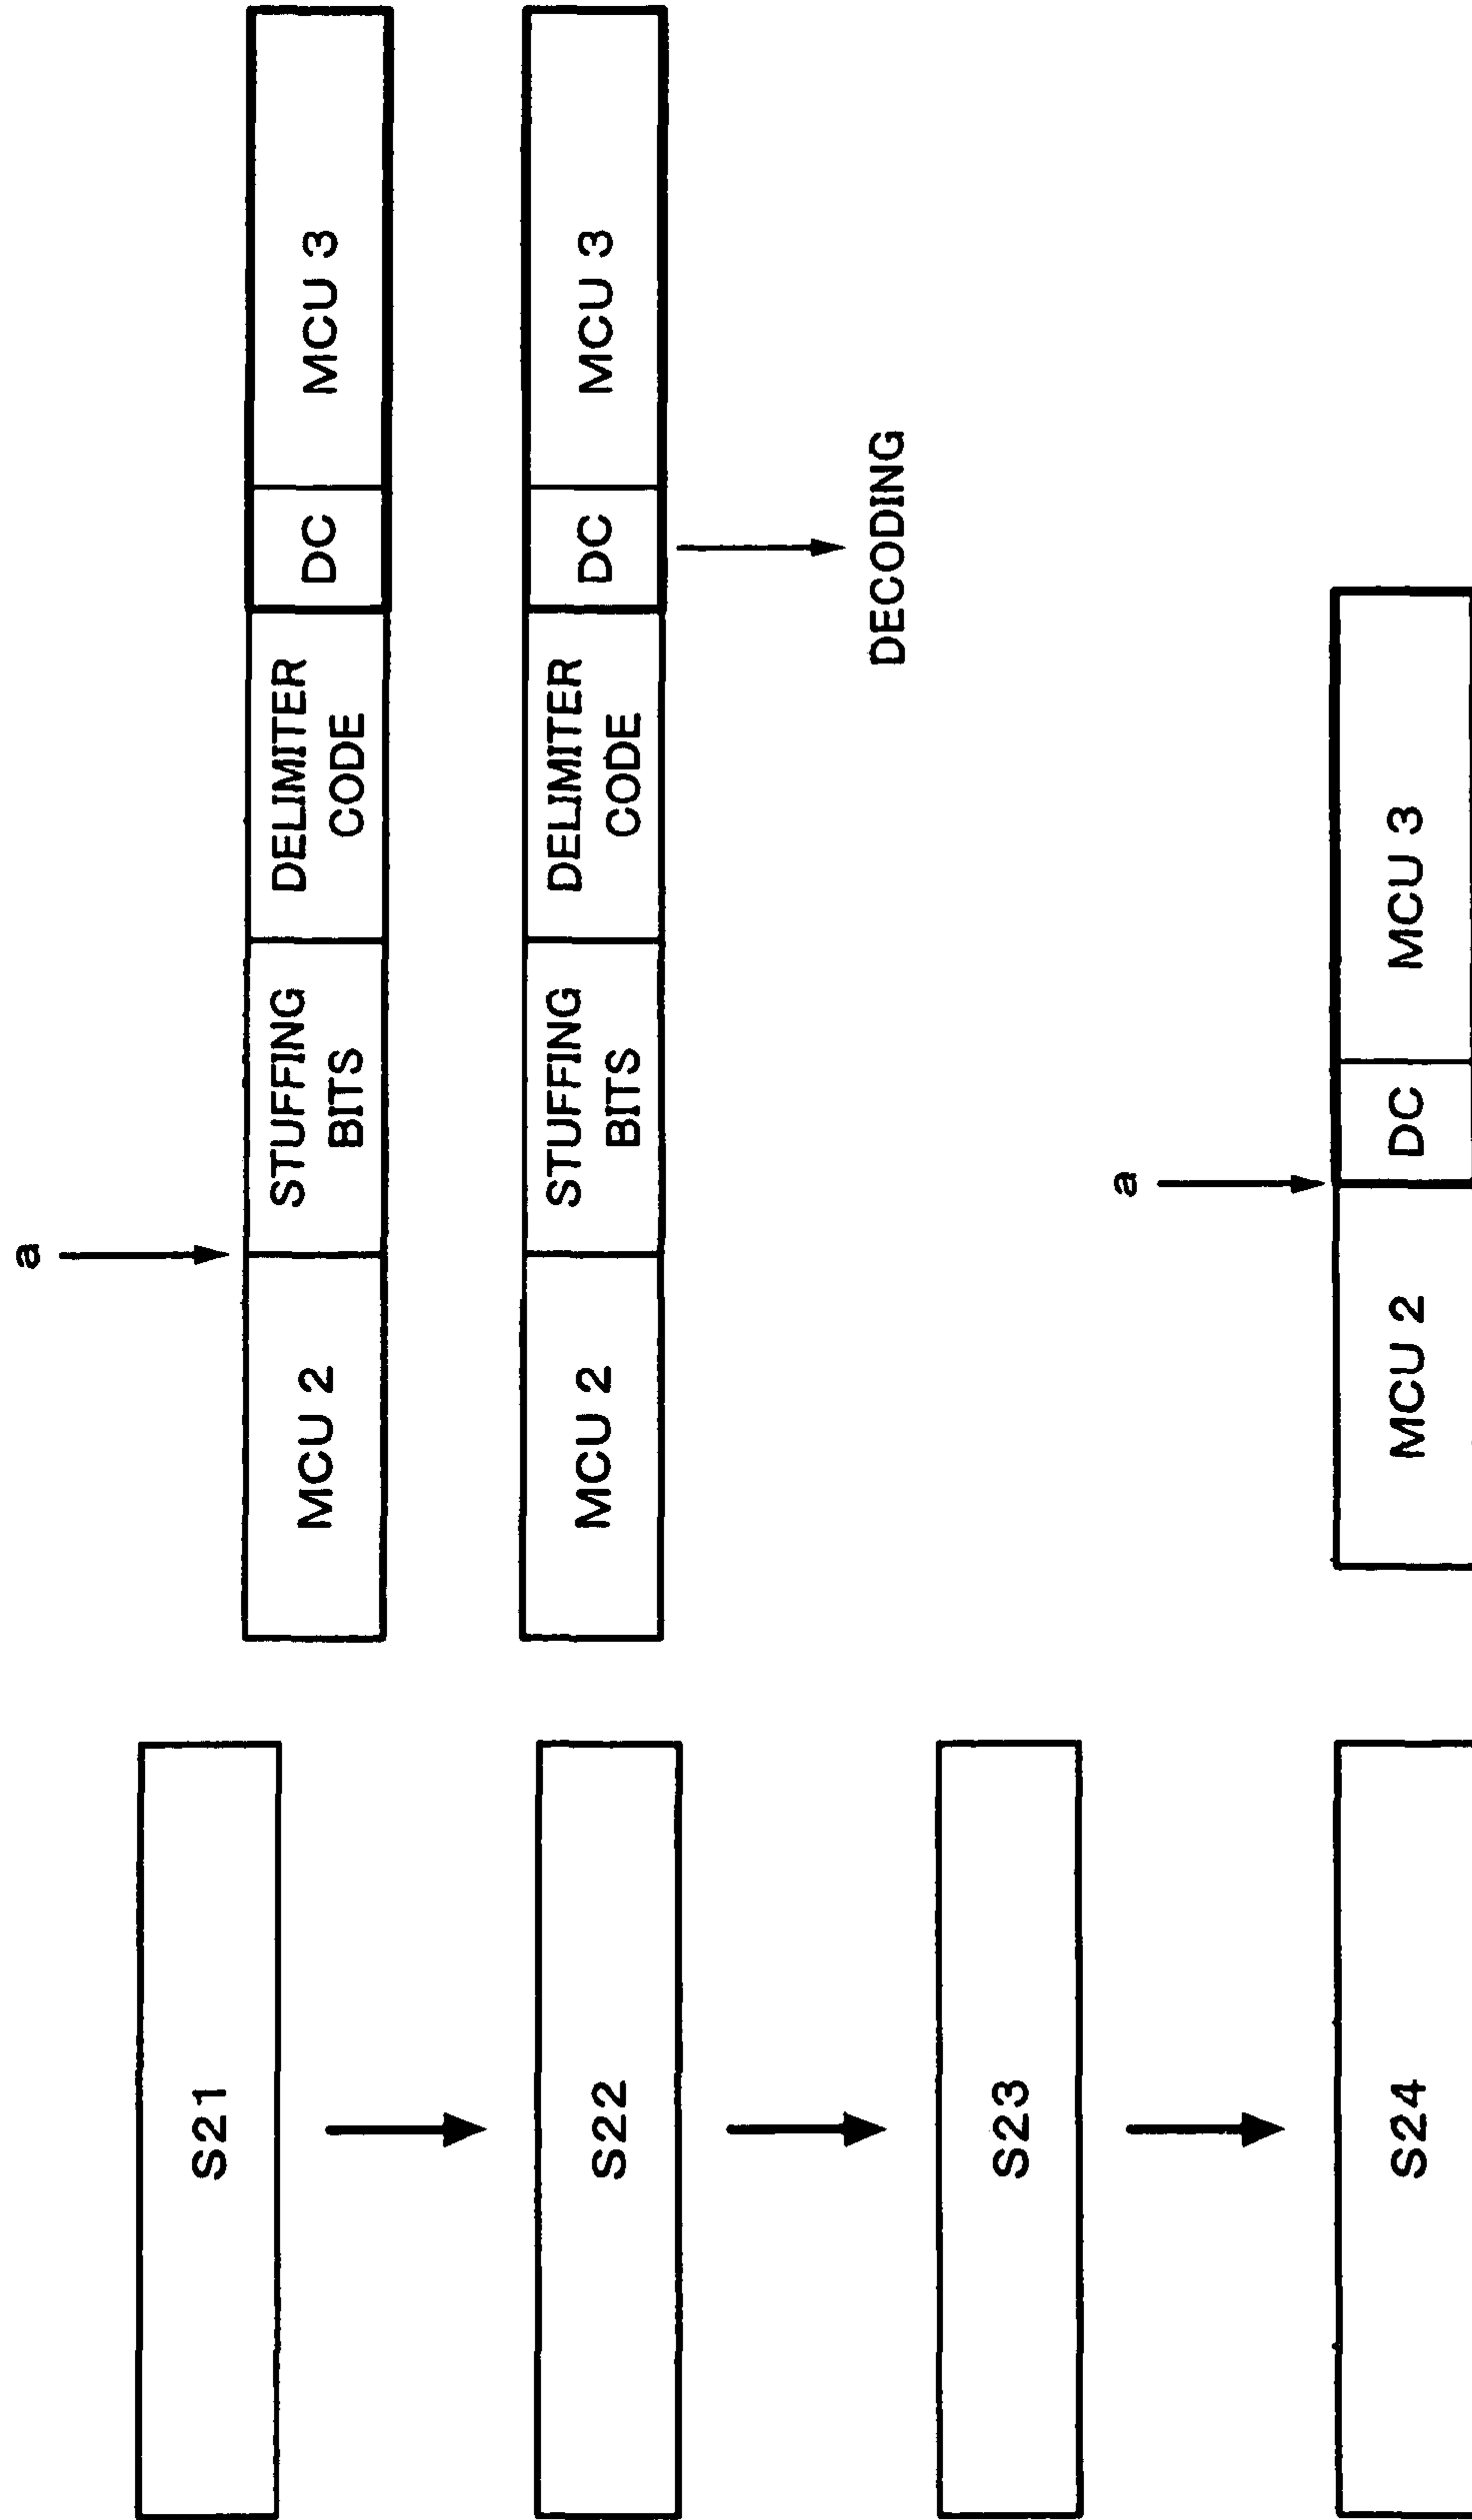 a
S21
MCU 2
STUFFING
BITS
DELIMITER
CODE
DC
MCU 3
S22
MCU 2
STUFFING
BITS
DELIMITER
CODE
DC
MCU 3
DECODING
S23
a
S24
MCU 2
DC
MCU 3